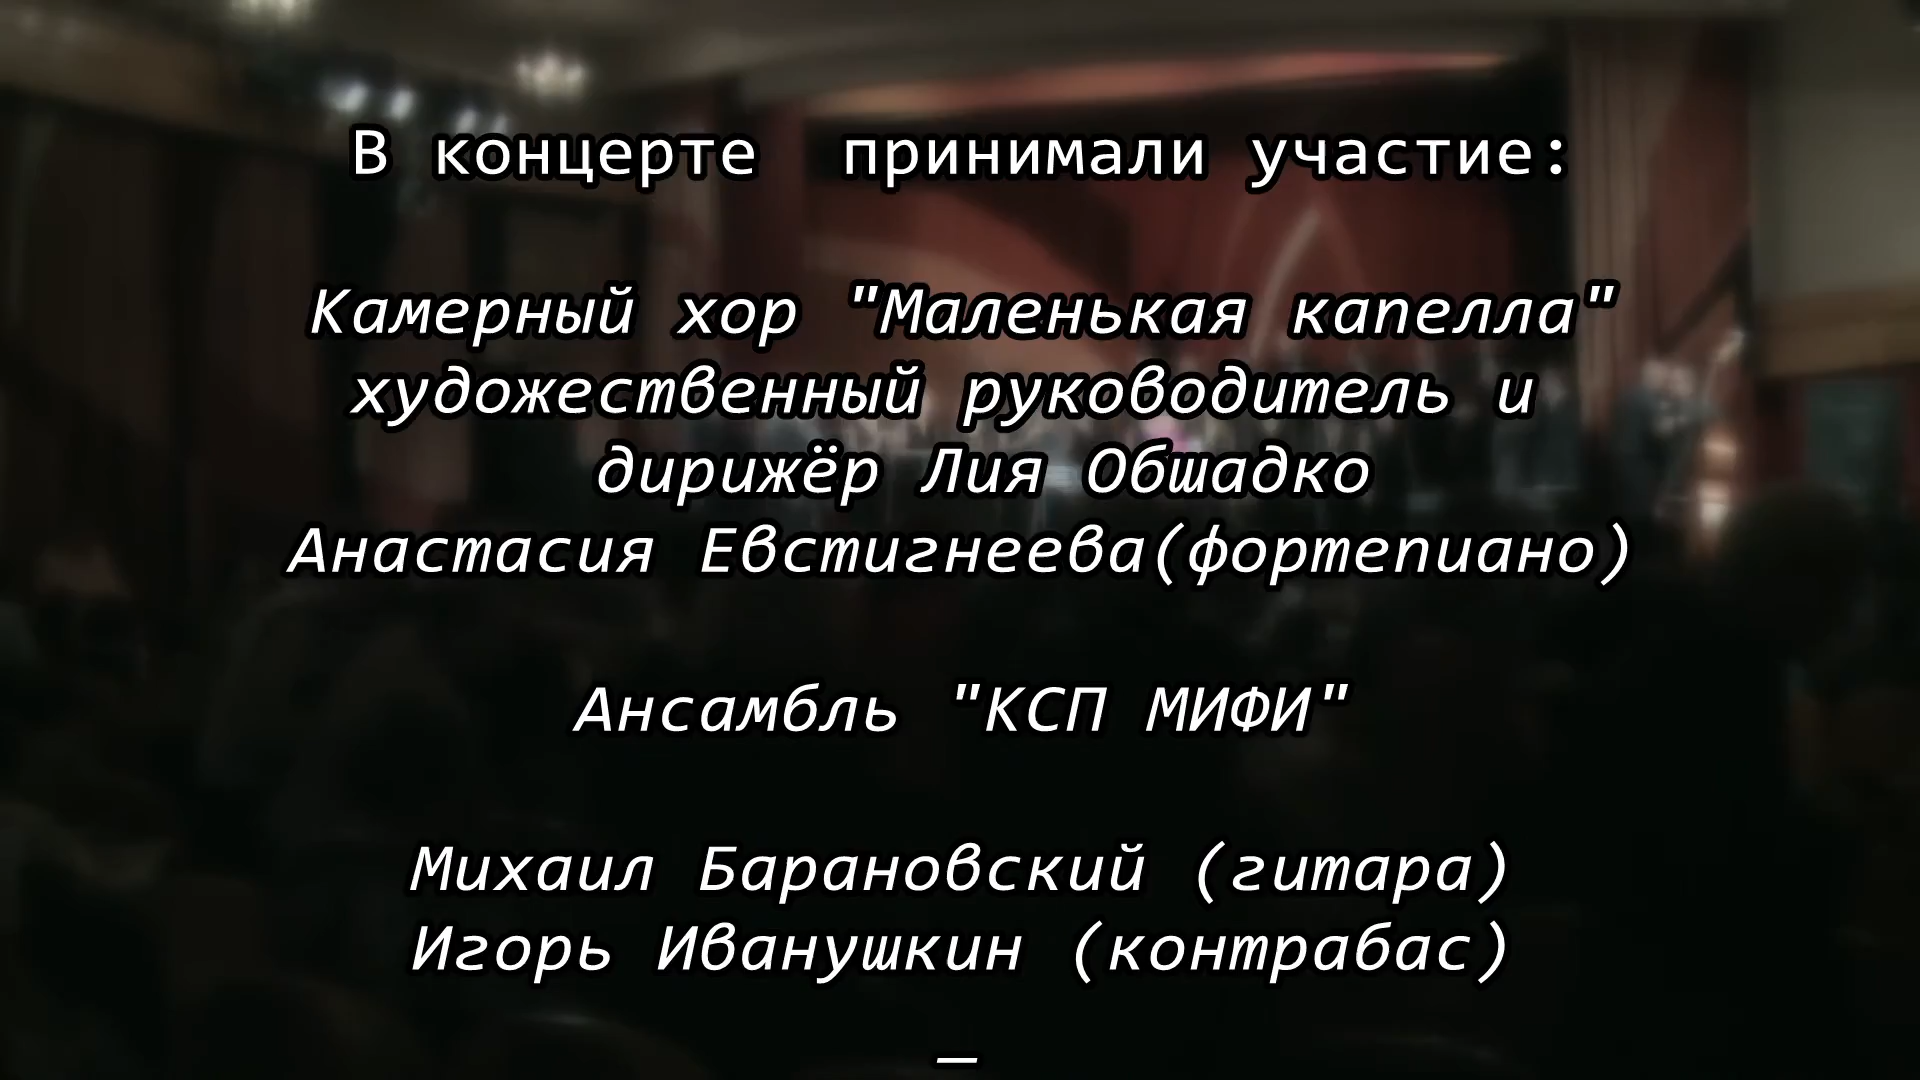 В концерте  принимали участие:
Камерный хор "Маленькая капелла"
художественный руководитель и
дирижёр Лия Обшадко
Анастасия Евстигнеева(фортепиано)
Ансамбль "КСП МИФИ"
Михаил Барановский (гитара)
Игорь Иванушкин (контрабас)
_